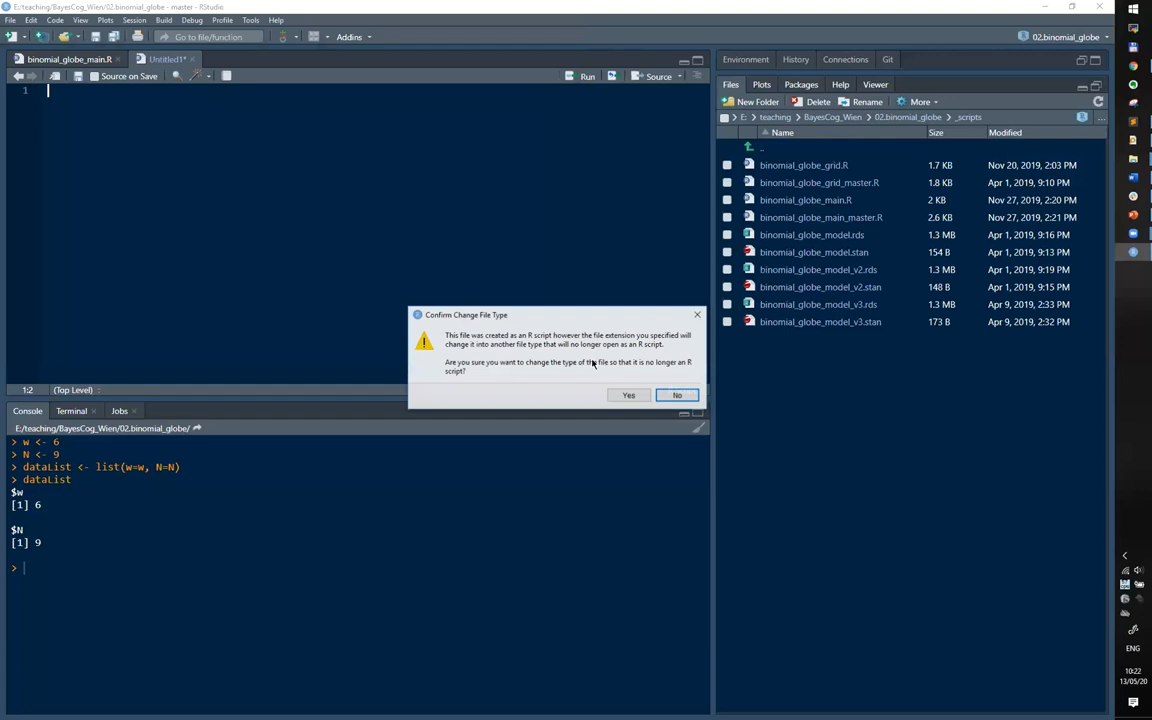 E:/teaching/BayesCog_Wien/02.binomial_globe - master - RStudio
File Edit Code View Plots Session Build Debug Profile Tools Help
Go to file/function Addins 02.binomial_globe
binomial_globe_main.R Untitled1*
Source on Save Run Source
1
1:2 (Top Level)
Console Terminal Jobs
E:/teaching/BayesCog_Wien/02.binomial_globe/
> w <- 6
> N <- 9
> dataList <- list(w=w, N=N)
> dataList
$w
[1] 6
$N
[1] 9
>
Environment History Connections Git
Files Plots Packages Help Viewer
New Folder Delete Rename More
E: teaching BayesCog_Wien 02.binomial_globe _scripts
Name Size Modified
..
binomial_globe_grid.R 1.7 KB Nov 20, 2019, 2:03 PM
binomial_globe_grid_master.R 1.8 KB Apr 1, 2019, 9:10 PM
binomial_globe_main.R 2 KB Nov 27, 2019, 2:20 PM
binomial_globe_main_master.R 2.6 KB Nov 27, 2019, 2:21 PM
binomial_globe_model.rds 1.3 MB Apr 1, 2019, 9:16 PM
binomial_globe_model.stan 154 B Apr 1, 2019, 9:13 PM
binomial_globe_model_v2.rds 1.3 MB Apr 1, 2019, 9:19 PM
binomial_globe_model_v2.stan 148 B Apr 1, 2019, 9:15 PM
binomial_globe_model_v3.rds 1.3 MB Apr 9, 2019, 2:33 PM
binomial_globe_model_v3.stan 173 B Apr 9, 2019, 2:32 PM
Confirm Change File Type
This file was created as an R script however the file extension you specified will
change it into another file type that will no longer open as an R script.
Are you sure you want to change the type of the file so that it is no longer an R
script?
Yes No
ENG
10:22
13/05/20